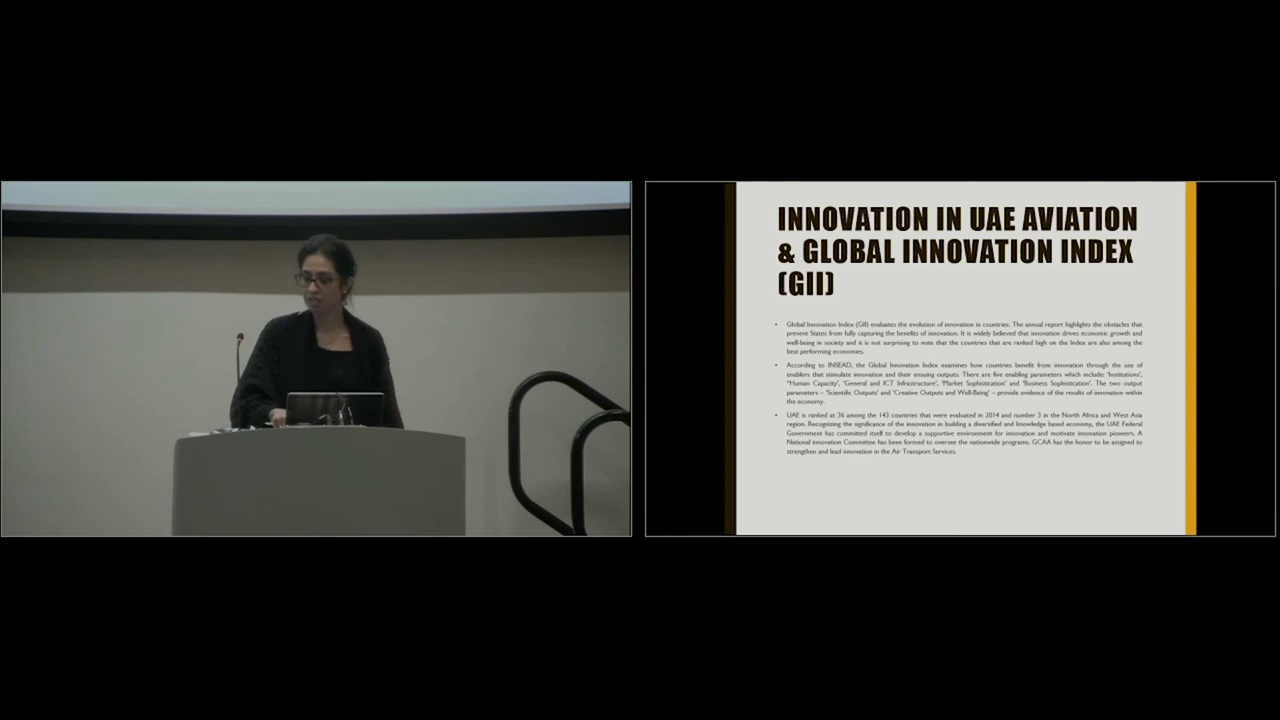 INNOVATION IN UAE AVIATION
& GLOBAL INNOVATION INDEX
(GII)
• Global Innovation Index (GII) evaluates the evolution of innovation in countries. The annual report highlights the obstacles that
prevent States from fully capturing the benefits of innovation. It is widely believed that innovation drives economic growth and
well-being in society and it is not surprising to note that the countries that are ranked high on the Index are also among the
best performing economies.
• According to INSEAD, the Global Innovation Index examines how countries benefit from innovation through the use of
enablers that stimulate innovation and their ensuing outputs. There are five enabling parameters which include: 'Institutions',
'Human Capacity', 'General and ICT Infrastructure', 'Market Sophistication' and 'Business Sophistication'. The two output
parameters – 'Scientific Outputs' and 'Creative Outputs and Well-Being' – provide evidence of the results of innovation within
the economy.
• UAE is ranked at 36 among the 143 countries that were evaluated in 2014 and number 3 in the North Africa and West Asia
region. Recognizing the significance of the innovation in building a diversified and knowledge based economy, the UAE Federal
Government has committed itself to develop a supportive environment for innovation and motivate innovation pioneers. A
National innovation Committee has been formed to oversee the nationwide programs. GCAA has the honor to be assigned to
strengthen and lead innovation in the Air Transport Services.